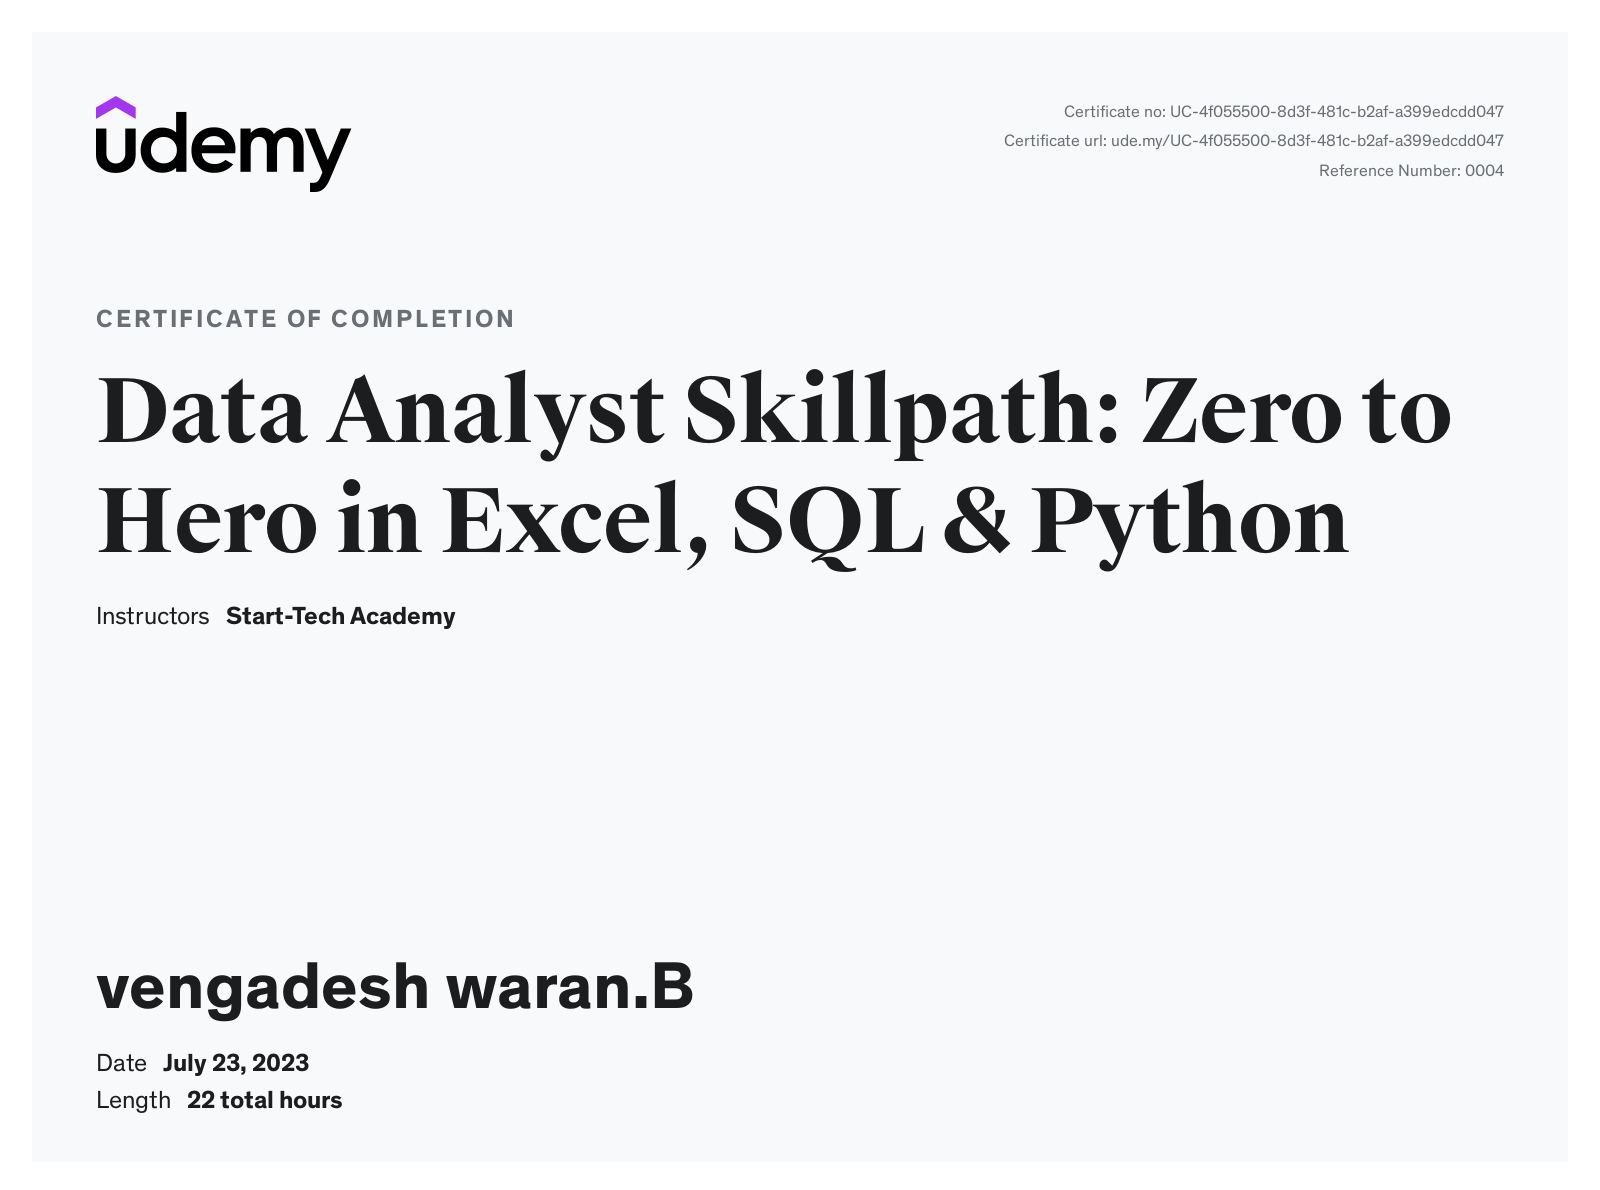 udemy
Certificate no: UC-4f055500-8d3f-481c-b2af-a399edcdd047
Certificate url: ude.my/UC-4f055500-8d3f-481c-b2af-a399edcdd047
Reference Number: 0004
CERTIFICATE OF COMPLETION
Data Analyst Skillpath: Zero to
Hero in Excel, SQL & Python
Instructors Start-Tech Academy
vengadesh waran.B
Date July 23, 2023
Length 22 total hours